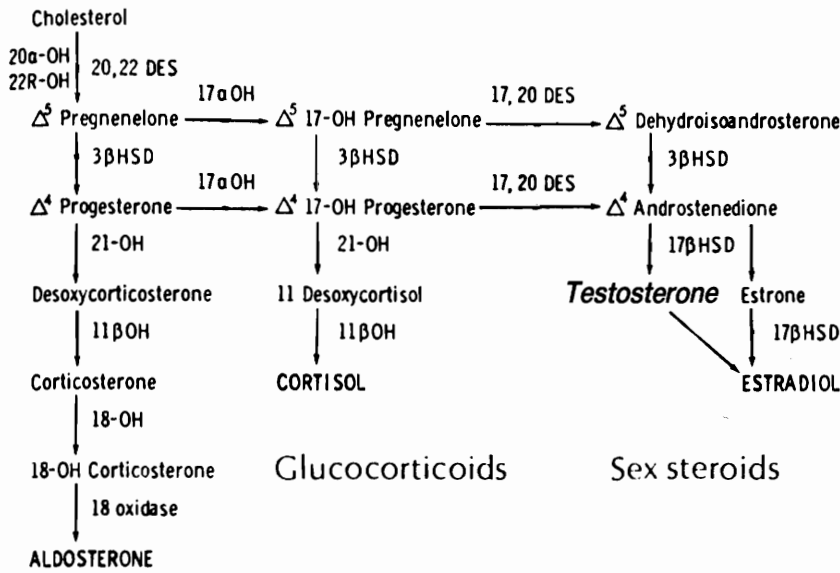 Cholesterol
20α-OH
22R-OH
20,22 DES
17αOH
17, 20 DES
Δ⁵ Pregnenelone
Δ⁵ 17-OH Pregnenelone
Δ⁵ Dehydroisoandrosterone
3βHSD
3βHSD
3βHSD
17αOH
17, 20 DES
Δ⁴ Progesterone
Δ⁴ 17-OH Progesterone
Δ⁴ Androstenedione
21-OH
21-OH
17βHSD
Desoxycorticosterone
11 Desoxycortisol
Testosterone
Estrone
11βOH
11βOH
17βHSD
Corticosterone
CORTISOL
ESTRADIOL
18-OH
18-OH Corticosterone
Glucocorticoids
Sex steroids
18 oxidase
ALDOSTERONE